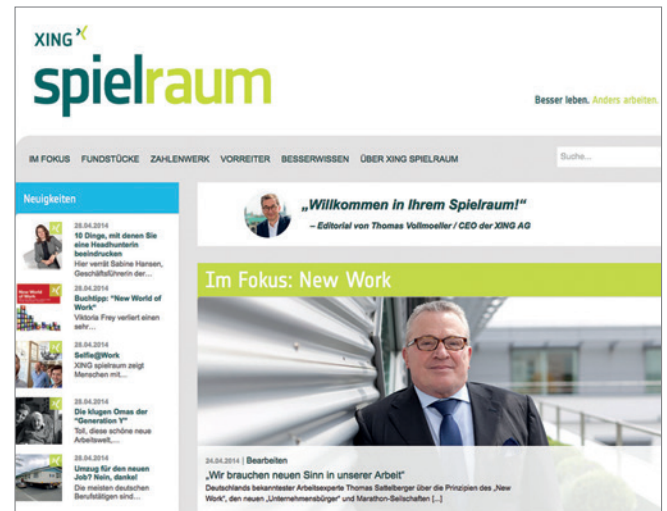 XING
spielraum
Besser leben. Anders arbeiten.
IM FOKUS FUNDSTÜCKE ZAHLENWERK VORREITER BESSERWISSEN ÜBER XING SPIELRAUM
Suche...
Neuigkeiten
28.04.2014
10 Dinge, mit denen Sie
eine Headhunterin
beeindrucken
Hier verrät Sabine Hansen,
Geschäftsführerin der...
New World
of Work
28.04.2014
Buchtipp: "New World of
Work"
Viktoria Frey verliert einen
sehr...
28.04.2014
Selfie@Work
XING spielraum zeigt
Menschen mit...
28.04.2014
Die klugen Omas der
"Generation Y"
Toll, diese schöne neue
Arbeitswelt,...
28.04.2014
Umzug für den neuen
Job? Nein, danke!
Die meisten deutschen
Berufstätigen sind...
„Willkommen in Ihrem Spielraum!"
– Editorial von Thomas Vollmoeller / CEO der XING AG
Im Fokus: New Work
24.04.2014 | Bearbeiten
„Wir brauchen neuen Sinn in unserer Arbeit"
Deutschlands bekanntester Arbeitsexperte Thomas Sattelberger über die Prinzipien des „New
Work", den neuen „Unternehmensbürger" und Marathon-Seilschaften [...]